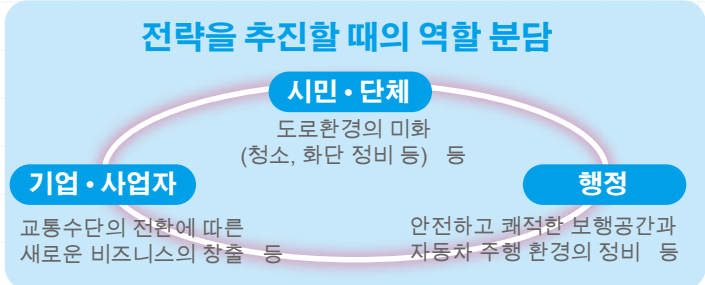 전략을 추진할 때의 역할 분담
시민 • 단체
도로환경의 미화
(청소, 화단 정비 등) 등
기업 • 사업자
교통수단의 전환에 따른
새로운 비즈니스의 창출 등
행정
안전하고 쾌적한 보행공간과
자동차 주행 환경의 정비 등